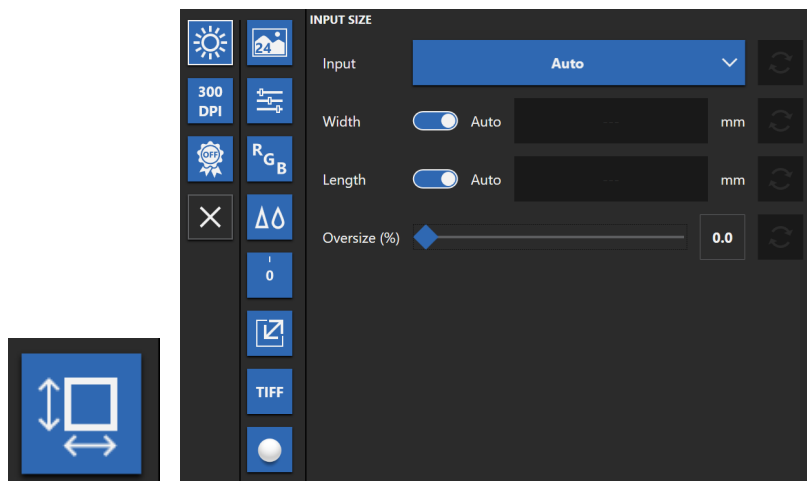 INPUT SIZE
24
Input
Auto
300
DPI
Width
Auto
---
mm
OFF
R
G
B
Length
Auto
---
mm
Oversize (%)
0.0
0
TIFF